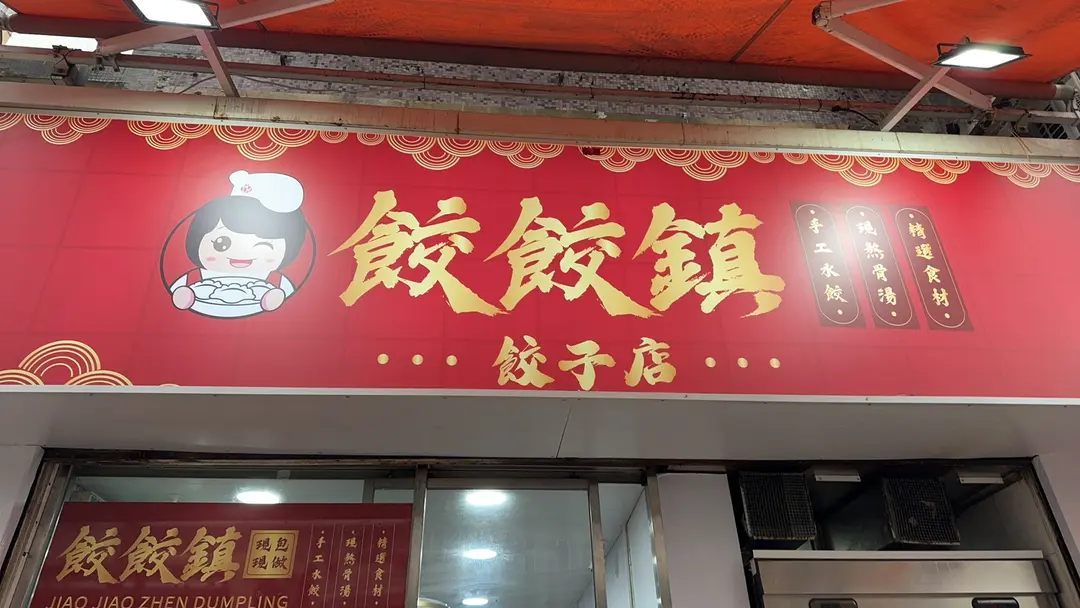 餃餃鎮
餃子店
手工水餃
現熬骨湯
精選食材
餃餃鎮
現包
現做
手工水餃
現熬骨湯
精選食材
JIAO JIAO ZHEN DUMPLING